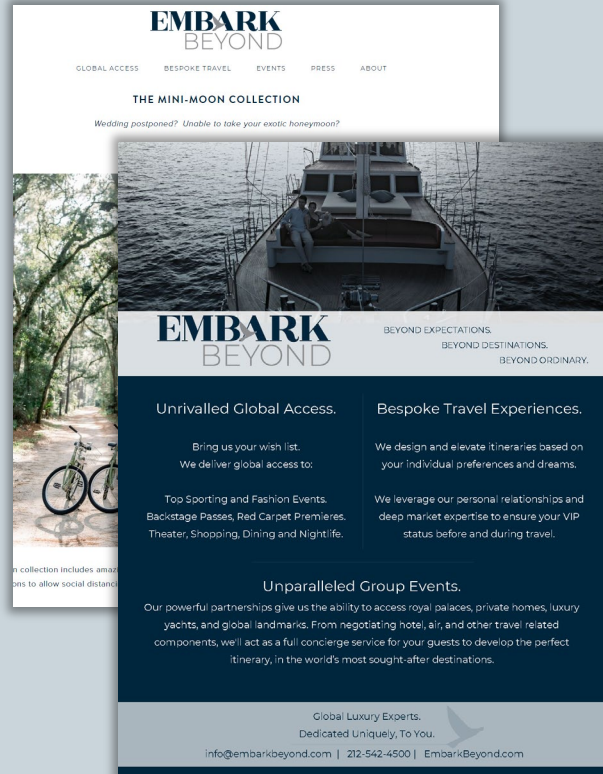 EMBARK
BEYOND
GLOBAL ACCESS BESPOKE TRAVEL EVENTS PRESS ABOUT
THE MINI-MOON COLLECTION
Wedding postponed? Unable to take your exotic honeymoon?
n collection includes amaz
ons to allow social distanci
EMBARK
BEYOND
BEYOND EXPECTATIONS.
BEYOND DESTINATIONS.
BEYOND ORDINARY.
Unrivalled Global Access.
Bring us your wish list.
We deliver global access to:
Top Sporting and Fashion Events.
Backstage Passes, Red Carpet Premieres.
Theater, Shopping, Dining and Nightlife.
Bespoke Travel Experiences.
We design and elevate itineraries based on
your individual preferences and dreams.
We leverage our personal relationships and
deep market expertise to ensure your VIP
status before and during travel.
Unparalleled Group Events.
Our powerful partnerships give us the ability to access royal palaces, private homes, luxury
yachts, and global landmarks. From negotiating hotel, air, and other travel related
components, we'll act as a full concierge service for your guests to develop the perfect
itinerary, in the world's most sought-after destinations.
Global Luxury Experts.
Dedicated Uniquely, To You.
info@embarkbeyond.com | 212-542-4500 | EmbarkBeyond.com